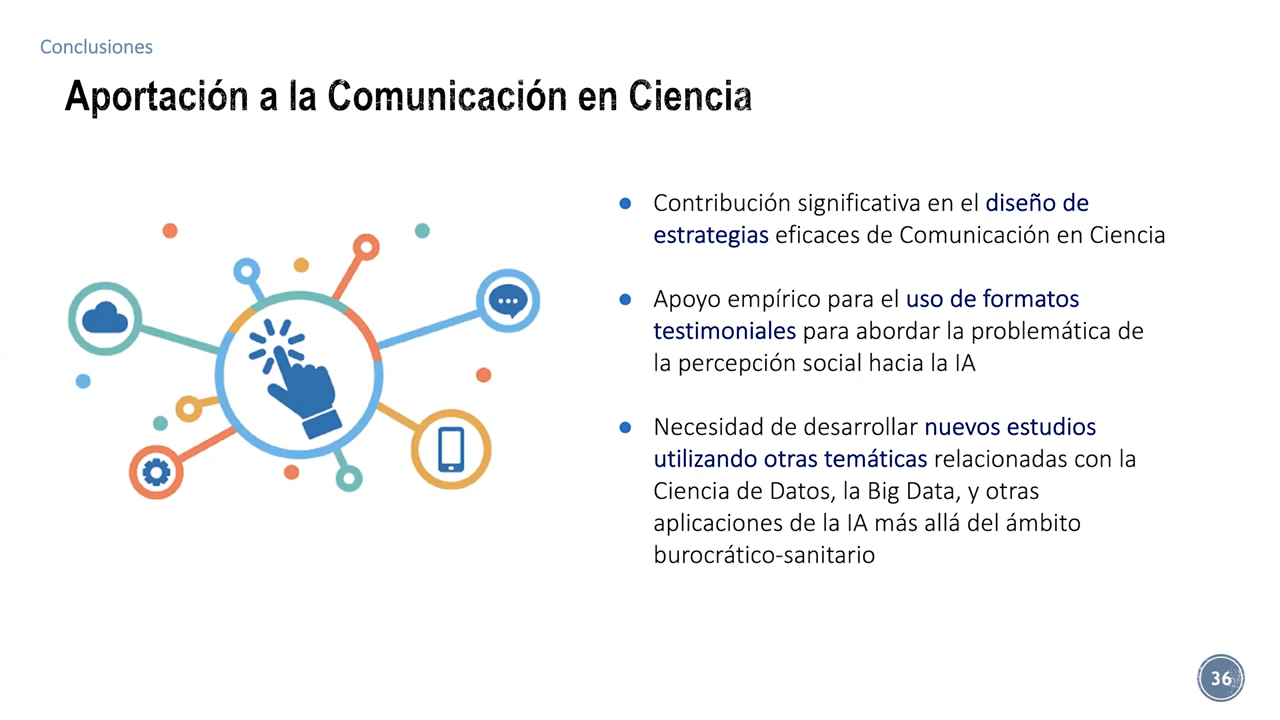 Conclusiones
Aportación a la Comunicación en Ciencia
● Contribución significativa en el diseño de
estrategias eficaces de Comunicación en Ciencia
● Apoyo empírico para el uso de formatos
testimoniales para abordar la problemática de
la percepción social hacia la IA
● Necesidad de desarrollar nuevos estudios
utilizando otras temáticas relacionadas con la
Ciencia de Datos, la Big Data, y otras
aplicaciones de la IA más allá del ámbito
burocrático-sanitario
36